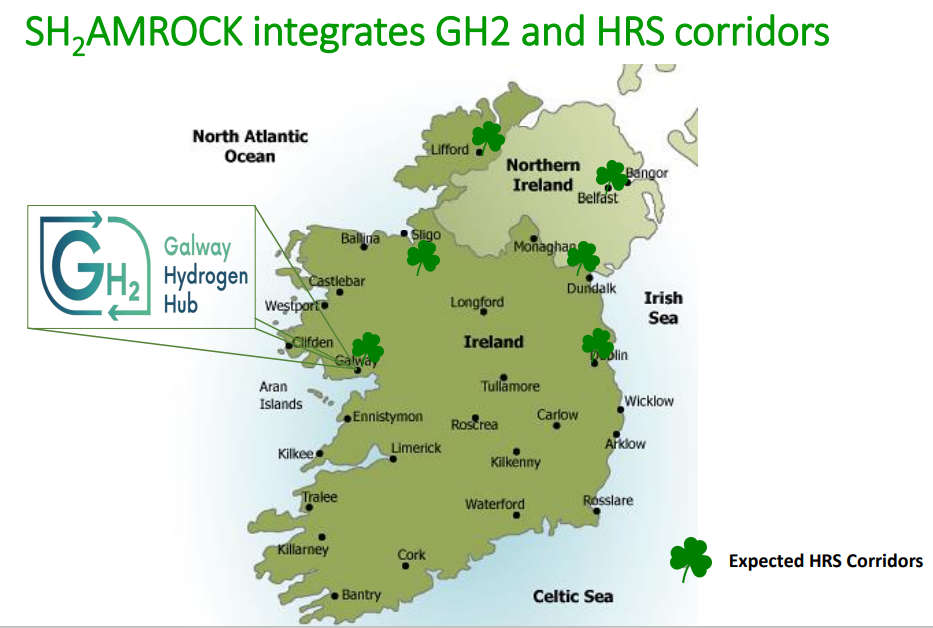 SH₂AMROCK integrates GH2 and HRS corridors
North Atlantic
Ocean
Lifford
Northern
Ireland
Bangor
Belfast
Ballina
Sligo
Monaghan
GH₂
Galway
Hydrogen
Hub
Castlebar
Dundalk
Westport
Longford
Irish
Sea
Clifden
Ireland
Galway
Dublin
Aran
Islands
Tullamore
Wicklow
Ennistymon
Roscrea
Carlow
Arklow
Kilkee
Limerick
Kilkenny
Tralee
Waterford
Rosslare
Killarney
Cork
Expected HRS Corridors
Bantry
Celtic Sea